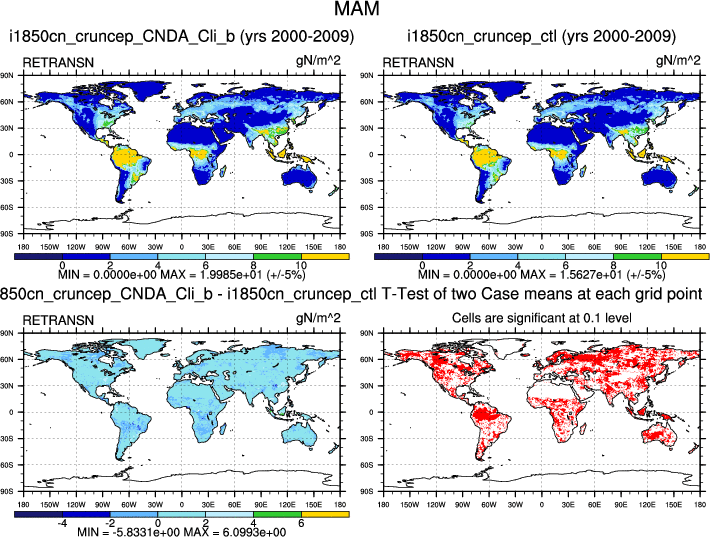 MAM
i1850cn_cruncep_CNDA_Cli_b (yrs 2000-2009)
i1850cn_cruncep_ctl (yrs 2000-2009)
RETRANSN gN/m^2
RETRANSN gN/m^2
90N
60N
30N
0
30S
60S
90S
180 150W 120W 90W 60W 30W 0 30E 60E 90E 120E 150E 180
90N
60N
30N
0
30S
60S
90S
180 150W 120W 90W 60W 30W 0 30E 60E 90E 120E 150E 180
0 2 4 6 8 10
MIN = 0.0000e+00 MAX = 1.9985e+01 (+/-5%)
0 2 4 6 8 10
MIN = 0.0000e+00 MAX = 1.5627e+01 (+/-5%)
850cn_cruncep_CNDA_Cli_b - i1850cn_cruncep_ctl
T-Test of two Case means at each grid point
RETRANSN gN/m^2
Cells are significant at 0.1 level
90N
60N
30N
0
30S
60S
90S
180 150W 120W 90W 60W 30W 0 30E 60E 90E 120E 150E 180
90N
60N
30N
0
30S
60S
90S
180 150W 120W 90W 60W 30W 0 30E 60E 90E 120E 150E 180
-4 -2 0 2 4 6
MIN = -5.8331e+00 MAX = 6.0993e+00